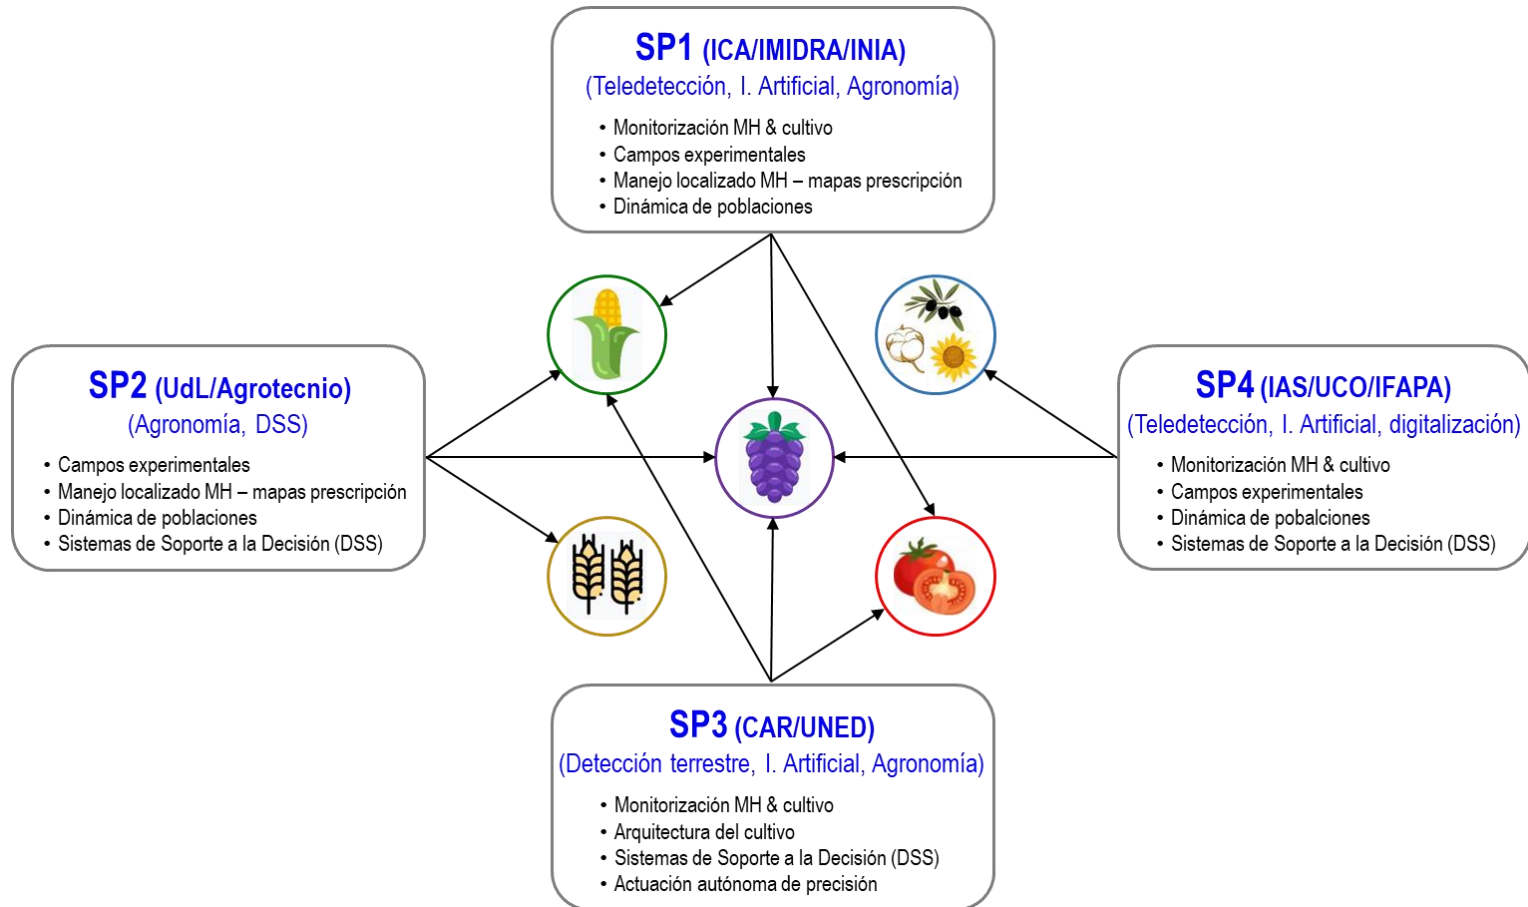 SP1 (ICA/IMIDRA/INIA)
(Teledetección, I. Artificial, Agronomía)
• Monitorización MH & cultivo
• Campos experimentales
• Manejo localizado MH – mapas prescripción
• Dinámica de poblaciones
SP2 (UdL/Agrotecnio)
(Agronomía, DSS)
• Campos experimentales
• Manejo localizado MH – mapas prescripción
• Dinámica de poblaciones
• Sistemas de Soporte a la Decisión (DSS)
SP4 (IAS/UCO/IFAPA)
(Teledetección, I. Artificial, digitalización)
• Monitorización MH & cultivo
• Campos experimentales
• Dinámica de pobalciones
• Sistemas de Soporte a la Decisión (DSS)
SP3 (CAR/UNED)
(Detección terrestre, I. Artificial, Agronomía)
• Monitorización MH & cultivo
• Arquitectura del cultivo
• Sistemas de Soporte a la Decisión (DSS)
• Actuación autónoma de precisión